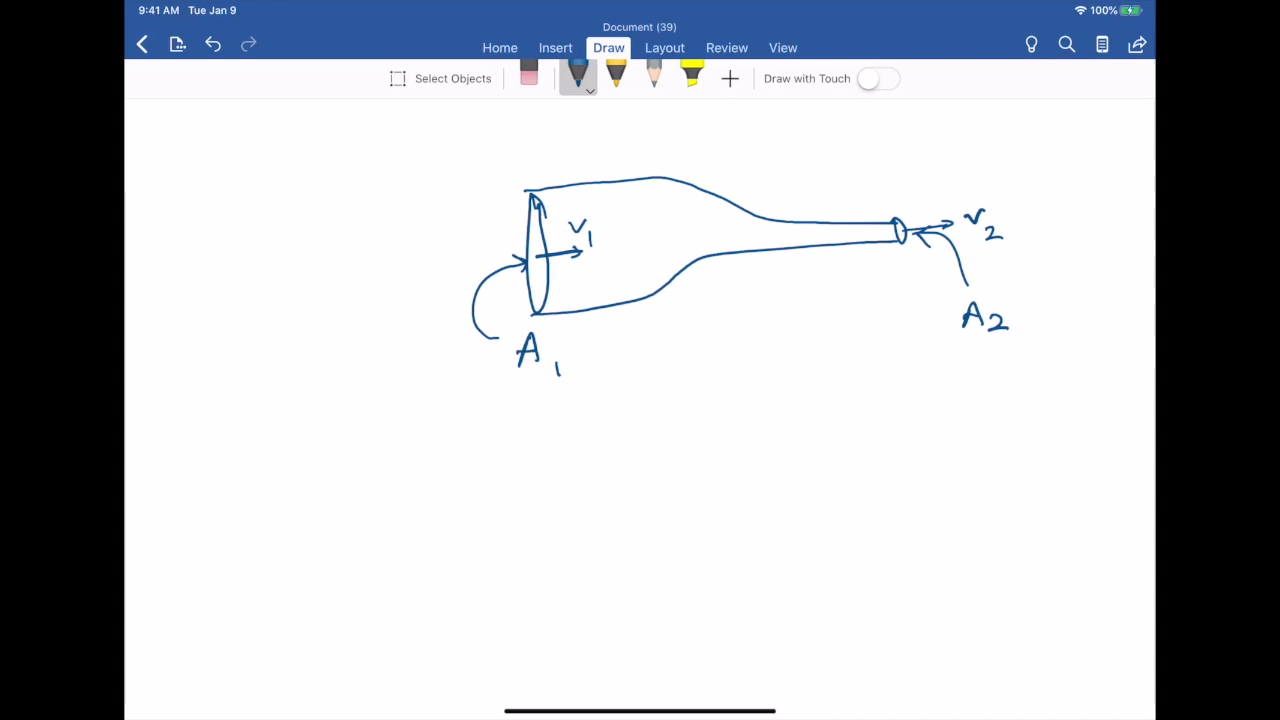 9:41 AM Tue Jan 9 100%
Document (39)
Home Insert Draw Layout Review View
Select Objects Draw with Touch
v1
v2
A2
A1